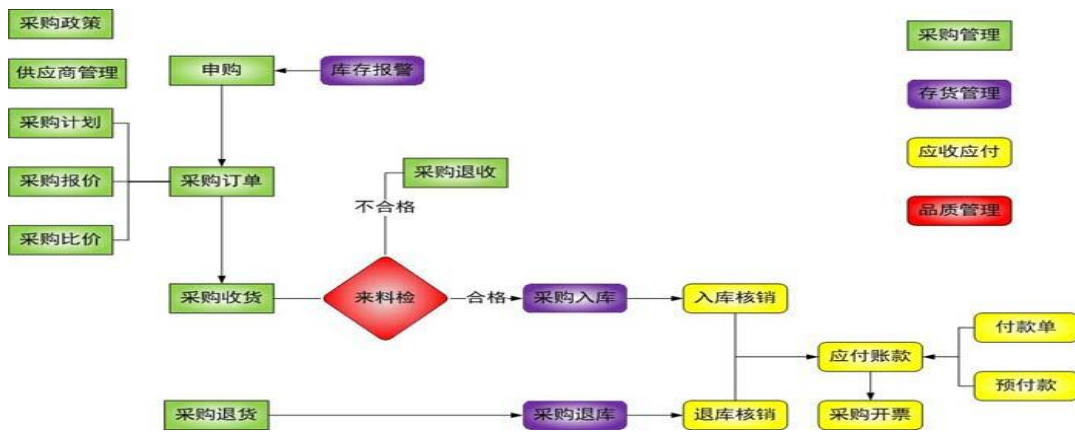 采购政策
采购管理
供应商管理
申购
库存报警
存货管理
采购计划
应收应付
采购退收
采购报价
采购订单
不合格
品质管理
采购比价
采购收货
来料检
合格
采购入库
入库核销
付款单
应付账款
预付款
采购退货
采购退库
退库核销
采购开票